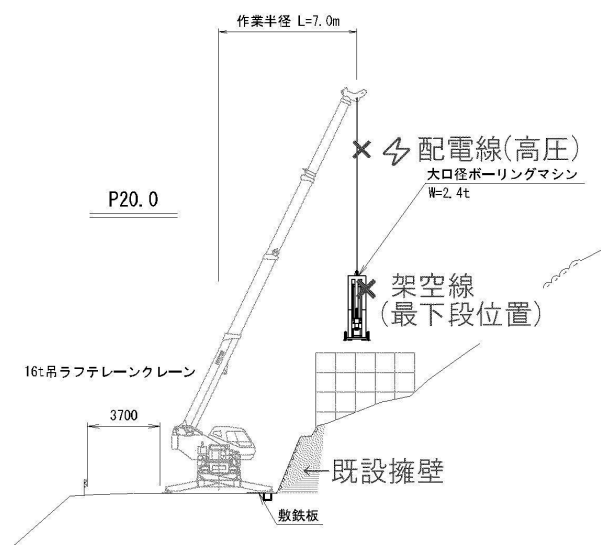 作業半径 L=7.0m
配電線(高圧)
大口径ボーリングマシン
W=2.4t
P20.0
架空線
(最下段位置)
16t吊ラフテレーンクレーン
3700
既設擁壁
敷鉄板